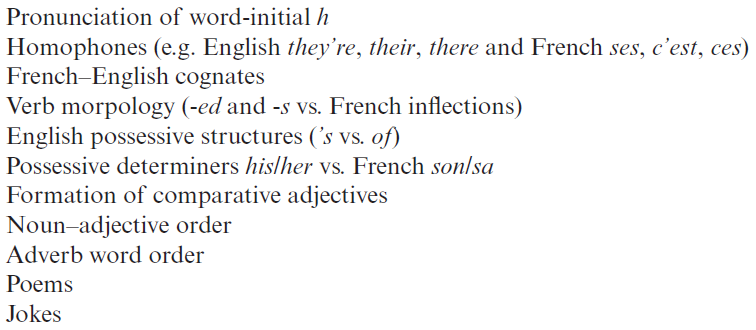 Pronunciation of word-initial h
Homophones (e.g. English they're, their, there and French ses, c'est, ces)
French–English cognates
Verb morpology (-ed and -s vs. French inflections)
English possessive structures ('s vs. of)
Possessive determiners his/her vs. French son/sa
Formation of comparative adjectives
Noun–adjective order
Adverb word order
Poems
Jokes